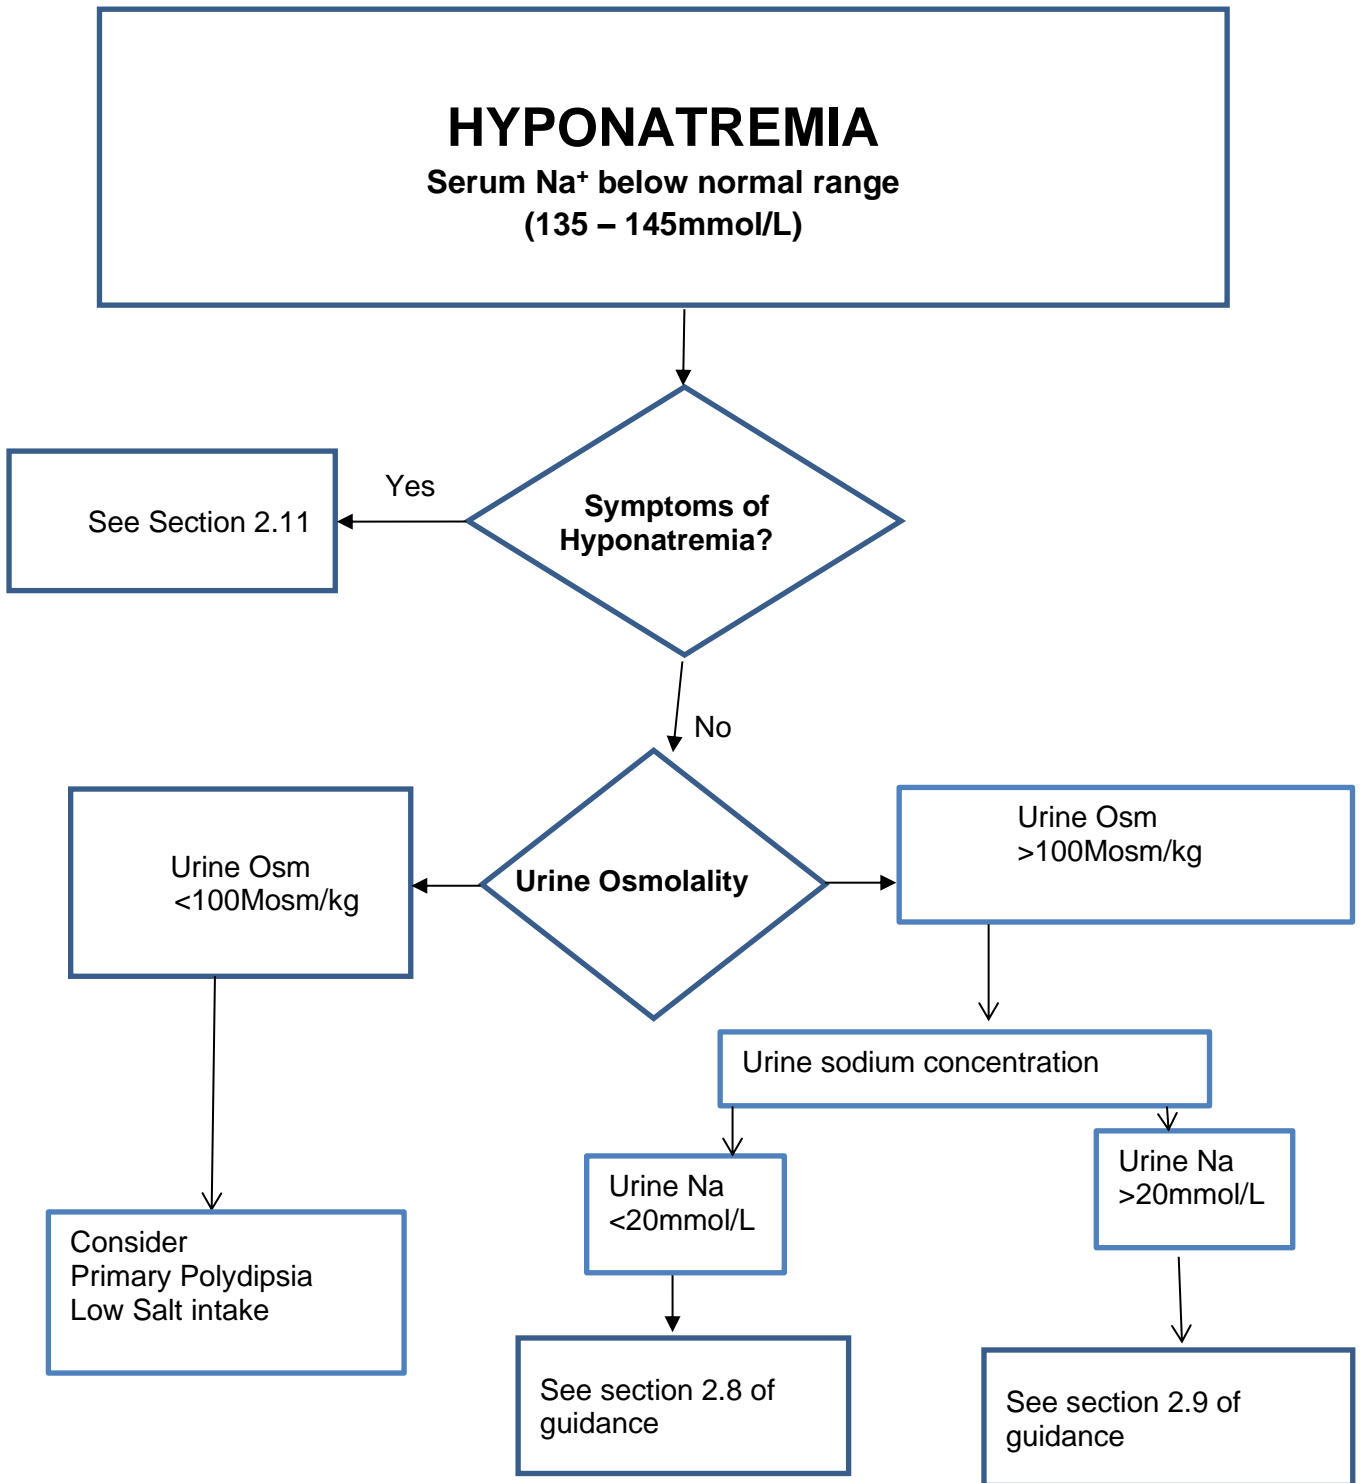 HYPONATREMIA
Serum Na⁺ below normal range
(135 – 145mmol/L)
Yes
See Section 2.11
Symptoms of
Hyponatremia?
No
Urine Osm
<100Mosm/kg
Urine Osmolality
Urine Osm
>100Mosm/kg
Urine sodium concentration
Urine Na
<20mmol/L
Urine Na
>20mmol/L
Consider
Primary Polydipsia
Low Salt intake
See section 2.8 of
guidance
See section 2.9 of
guidance